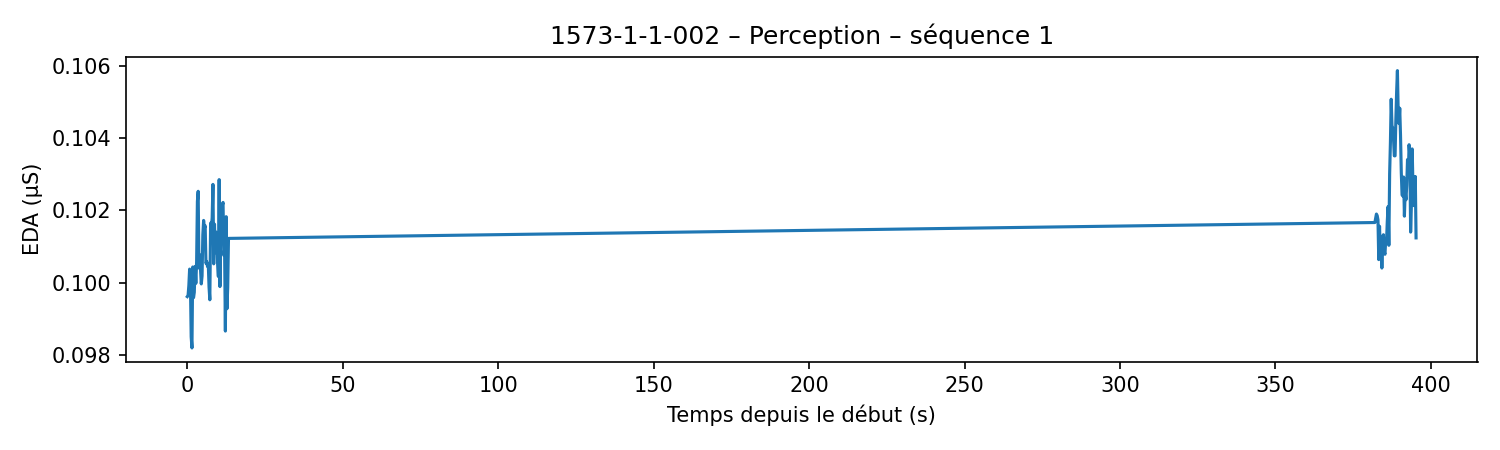 1573-1-1-002 – Perception – séquence 1
0.106
0.104
0.102
0.100
0.098
EDA (µS)
0 50 100 150 200 250 300 350 400
Temps depuis le début (s)